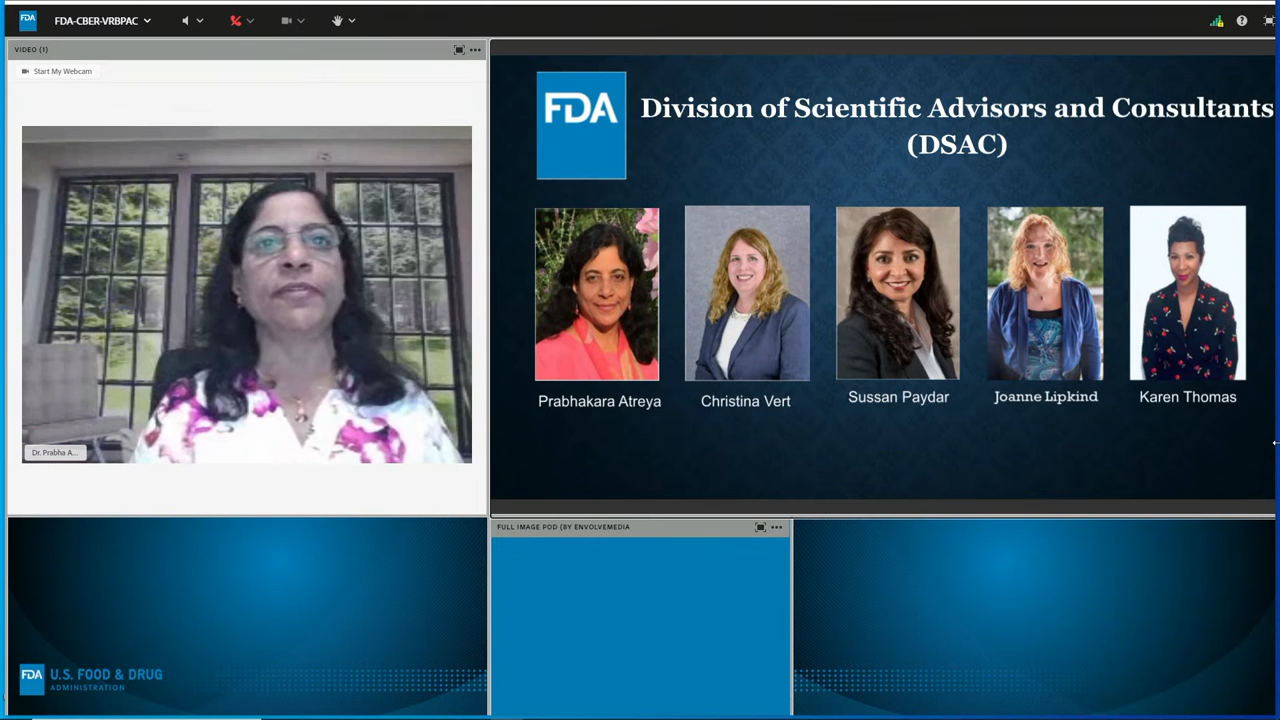 FDA
FDA-CBER-VRBPAC
VIDEO (1)
Start My Webcam
Dr. Prabha A...
FDA
Division of Scientific Advisors and Consultants
(DSAC)
Prabhakara Atreya
Christina Vert
Sussan Paydar
Joanne Lipkind
Karen Thomas
FULL IMAGE POD (BY ENVOLVEMEDIA
FDA
U.S. FOOD & DRUG
ADMINISTRATION